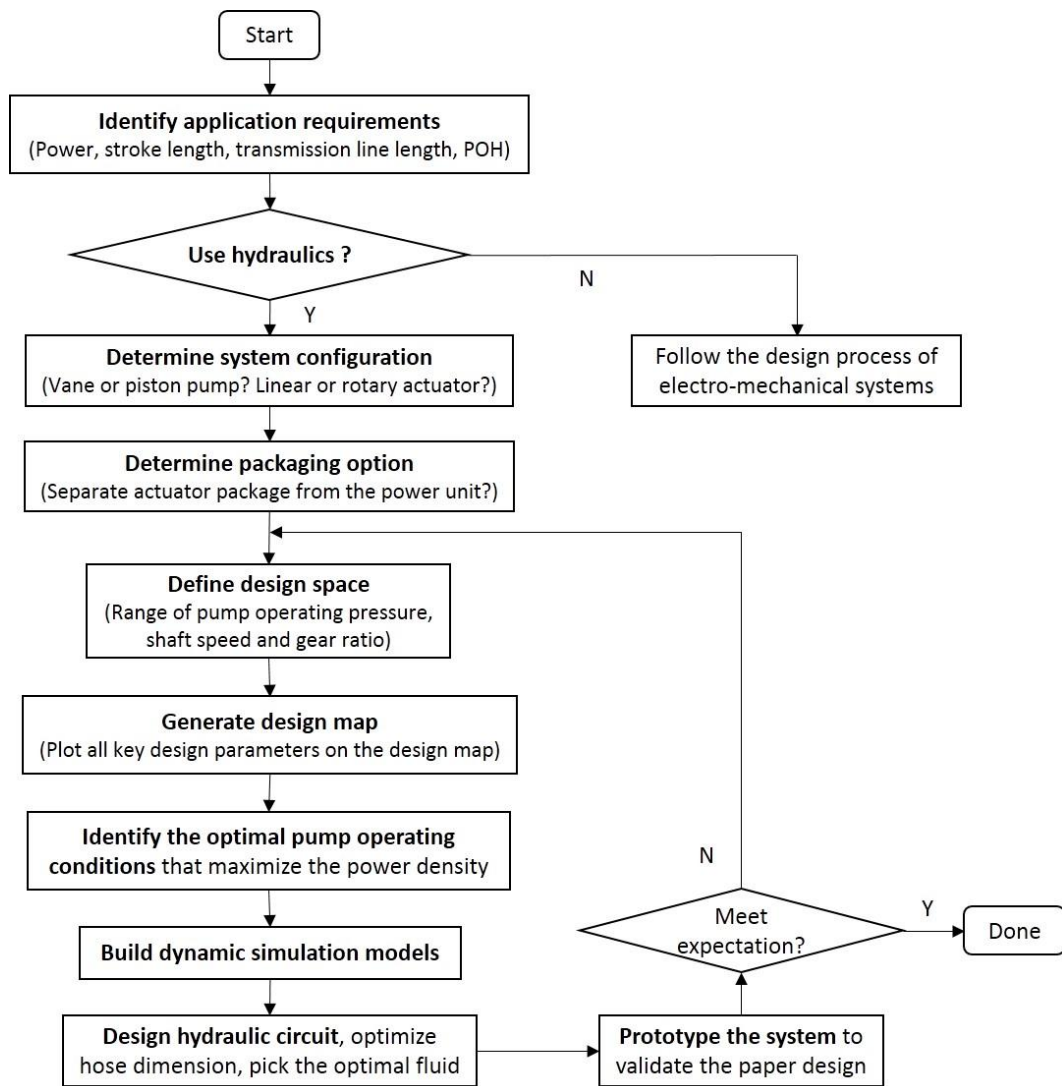 Start
Identify application requirements
(Power, stroke length, transmission line length, POH)
Use hydraulics ?
N
Y
Determine system configuration
(Vane or piston pump? Linear or rotary actuator?)
Follow the design process of
electro-mechanical systems
Determine packaging option
(Separate actuator package from the power unit?)
Define design space
(Range of pump operating pressure,
shaft speed and gear ratio)
Generate design map
(Plot all key design parameters on the design map)
Identify the optimal pump operating
conditions that maximize the power density
Build dynamic simulation models
Design hydraulic circuit, optimize
hose dimension, pick the optimal fluid
Prototype the system to
validate the paper design
Meet
expectation?
N
Y
Done